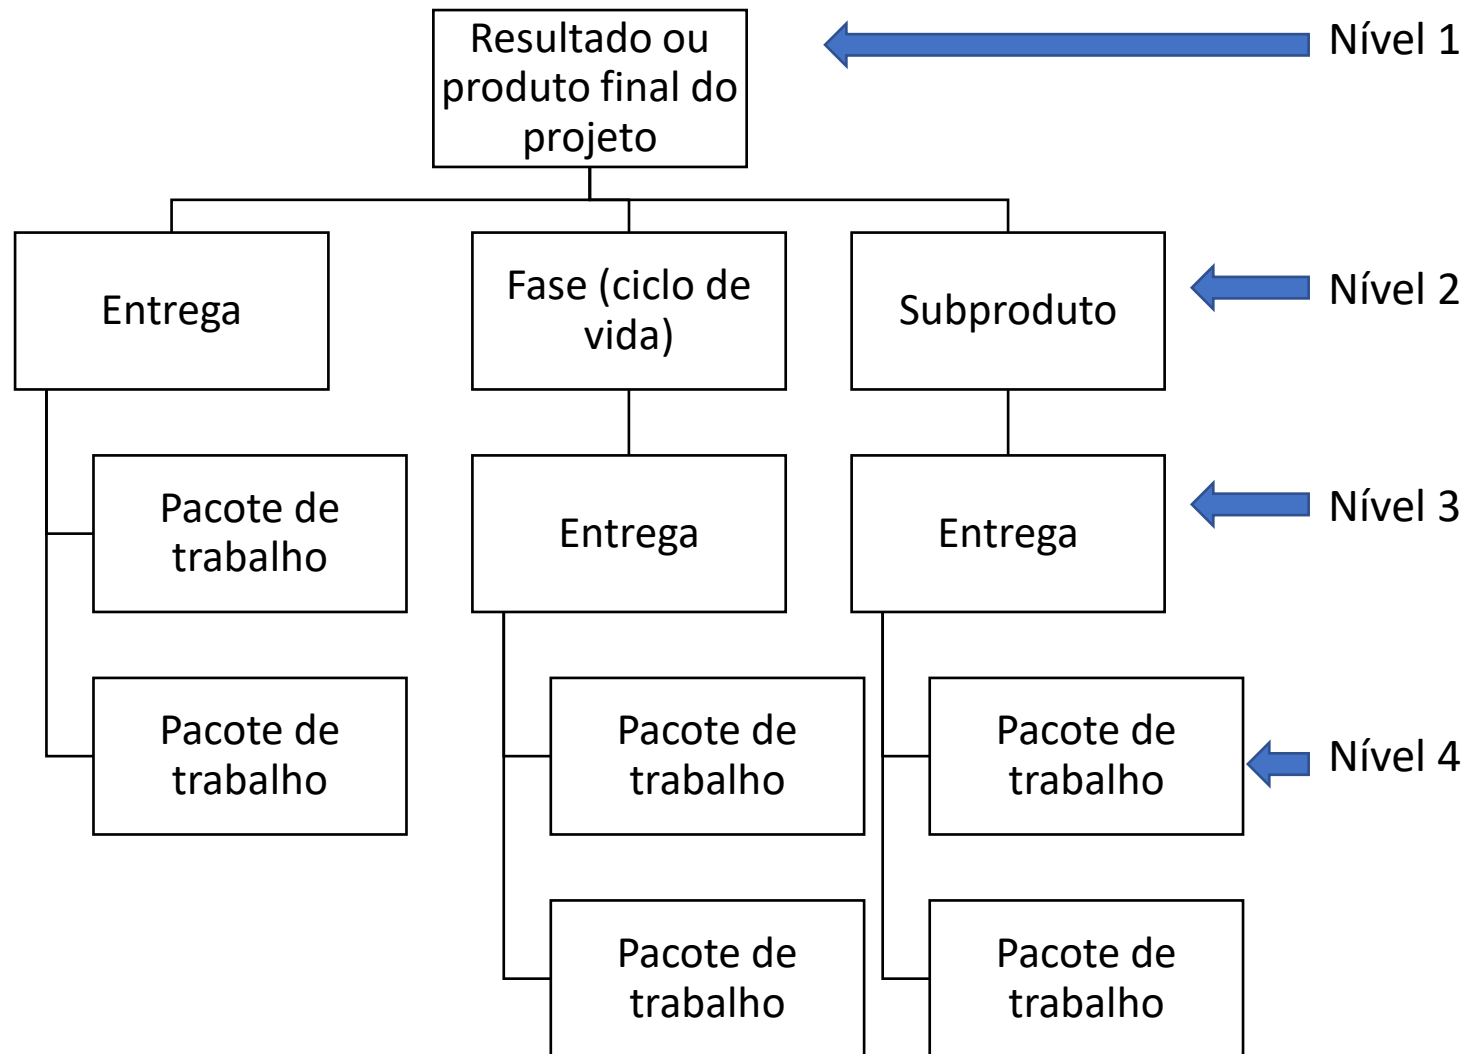 Resultado ou
produto final do
projeto
Nível 1
Entrega
Fase (ciclo de
vida)
Subproduto
Nível 2
Pacote de
trabalho
Entrega
Entrega
Nível 3
Pacote de
trabalho
Pacote de
trabalho
Pacote de
trabalho
Nível 4
Pacote de
trabalho
Pacote de
trabalho